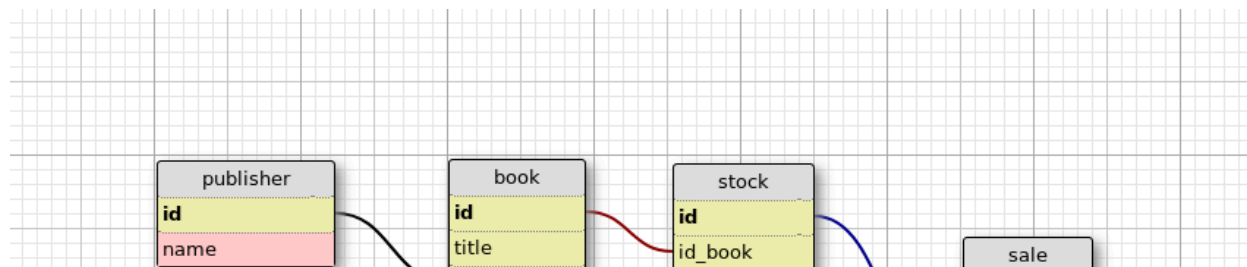 publisher
id
name
book
id
title
stock
id
id_book
sale